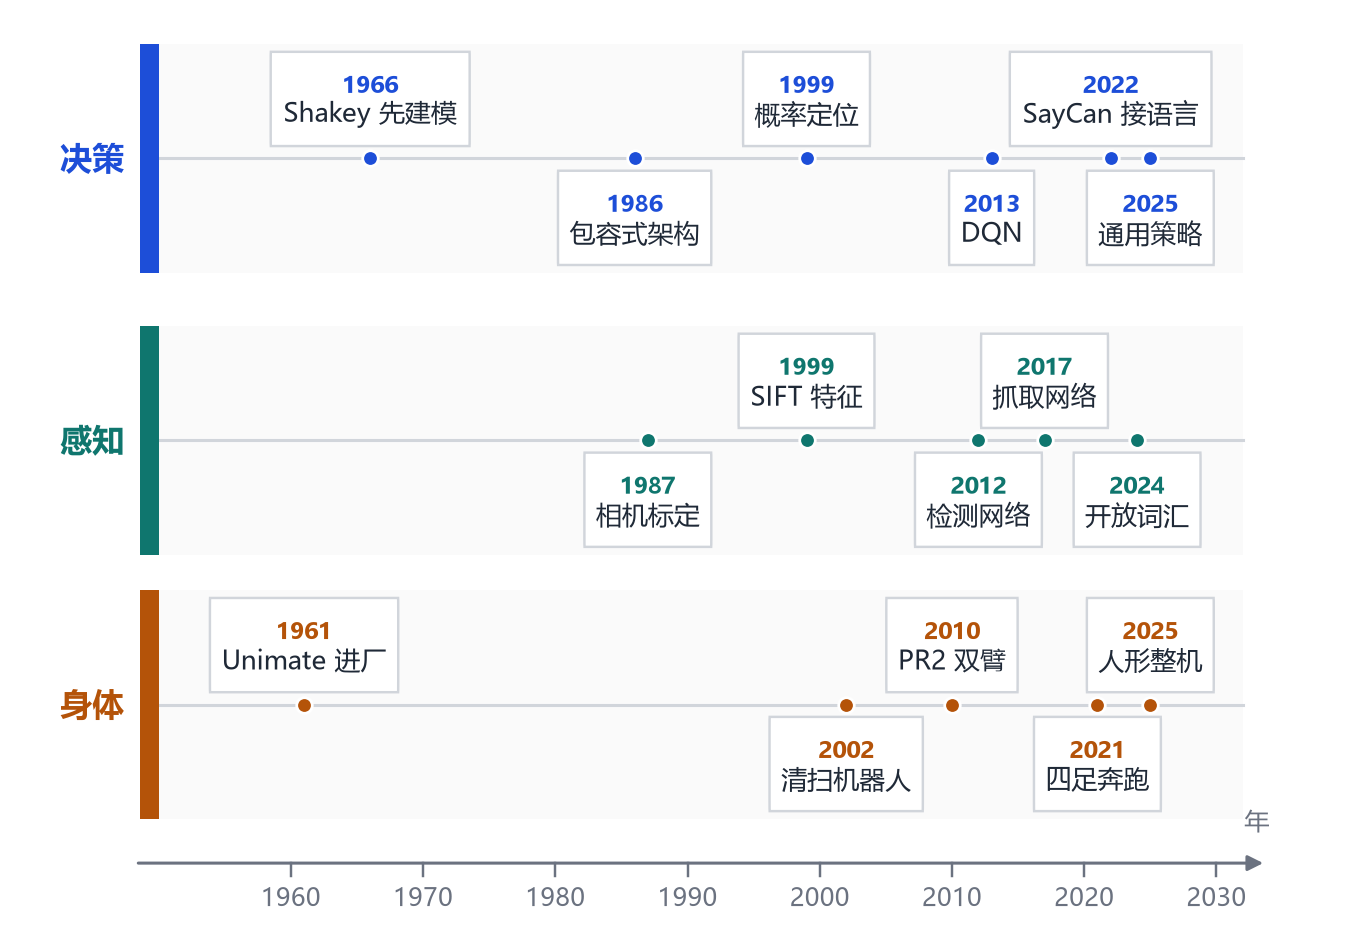 决策
1966
Shakey 先建模
1986
包容式架构
1999
概率定位
2013
DQN
2022
SayCan 接语言
2025
通用策略
感知
1987
相机标定
1999
SIFT 特征
2012
检测网络
2017
抓取网络
2024
开放词汇
身体
1961
Unimate 进厂
2002
清扫机器人
2010
PR2 双臂
2021
四足奔跑
2025
人形整机
年
1960
1970
1980
1990
2000
2010
2020
2030